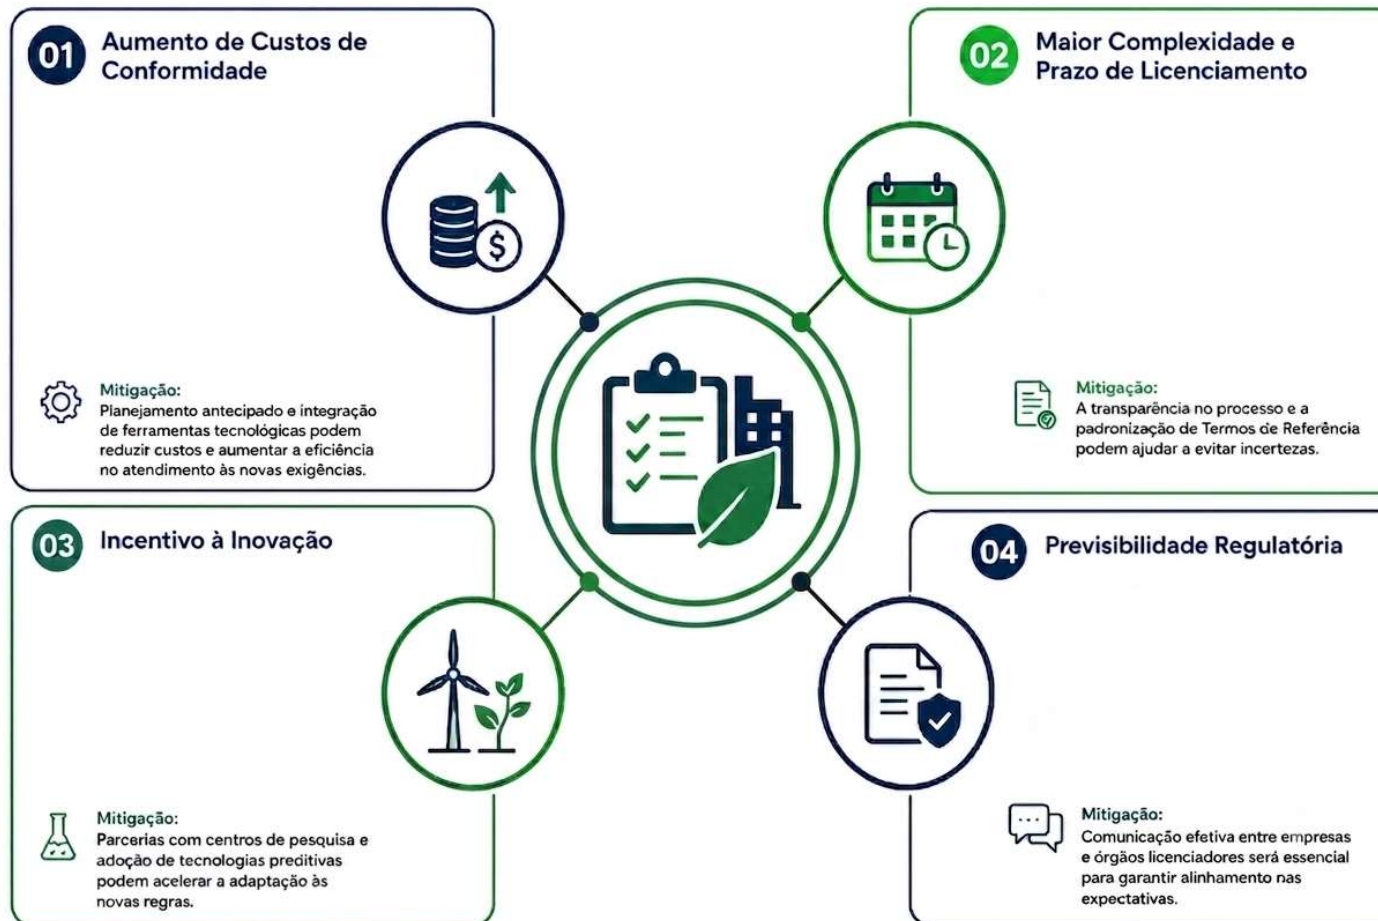 01
Aumento de Custos de
Conformidade
$
Mitigação:
Planejamento antecipado e integração
de ferramentas tecnológicas podem
reduzir custos e aumentar a eficiência
no atendimento às novas exigências.
02
Maior Complexidade e
Prazo de Licenciamento
Mitigação:
A transparência no processo e a
padronização de Termos de Referência
podem ajudar a evitar incertezas.
03
Incentivo à Inovação
Mitigação:
Parcerias com centros de pesquisa e
adoção de tecnologias preditivas
podem acelerar a adaptação às
novas regras.
04
Previsibilidade Regulatória
Mitigação:
Comunicação efetiva entre empresas
e órgãos licenciadores será essencial
para garantir alinhamento nas
expectativas.